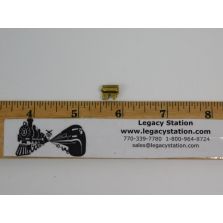 4 5 6 7 8
Legacy Station
www.legacystation.com
770-339-7780 1-800-964-8724
sales@legacystation.com